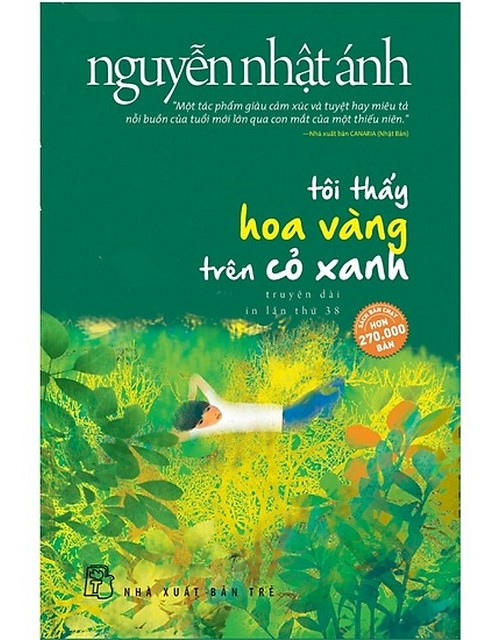 nguyễn nhật ánh
"Một tác phẩm giàu cảm xúc và tuyệt hay miêu tả
nỗi buồn của tuổi mới lớn qua con mắt của một thiếu niên."
—Nhà xuất bản CANARIA (Nhật Bản)
tôi thấy
hoa vàng
trên cỏ xanh
truyện dài
in lần thứ 38
SÁCH BÁN CHẠY
HƠN
270.000
BẢN
NHÀ XUẤT BẢN TRẺ